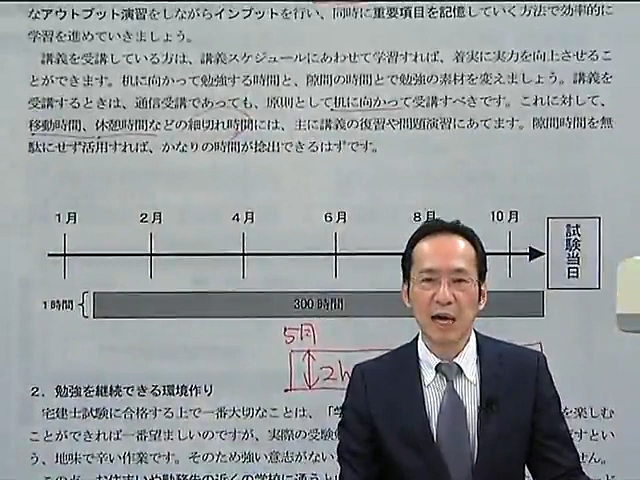 なアウトプット演習をしながらインプットを行い、同時に重要項目を記憶していく方法で効率的に
学習を進めていきましょう。
講義を受講している方は、講義スケジュールにあわせて学習すれば、着実に実力を向上させるこ
とができます。机に向かって勉強する時間と、隙間の時間とで勉強の素材を変えましょう。講義を
受講するときは、通信受講であっても、原則として机に向かって受講すべきです。これに対して、
移動時間、休憩時間などの細切れ時間には、主に講義の復習や問題演習にあてます。隙間時間を無
駄にせず活用すれば、かなりの時間が捻出できるはずです。
1月 2月 4月 6月 8月 10月
試験当日
1時間 300時間
5月
2h
2．勉強を継続できる環境作り
宅建士試験に合格する上で一番大切なことは、「学 を楽しむ
ことができれば一番望ましいのですが、実際の受験 すとい
う、地味で辛い作業です。そのため強い意志がない せん。